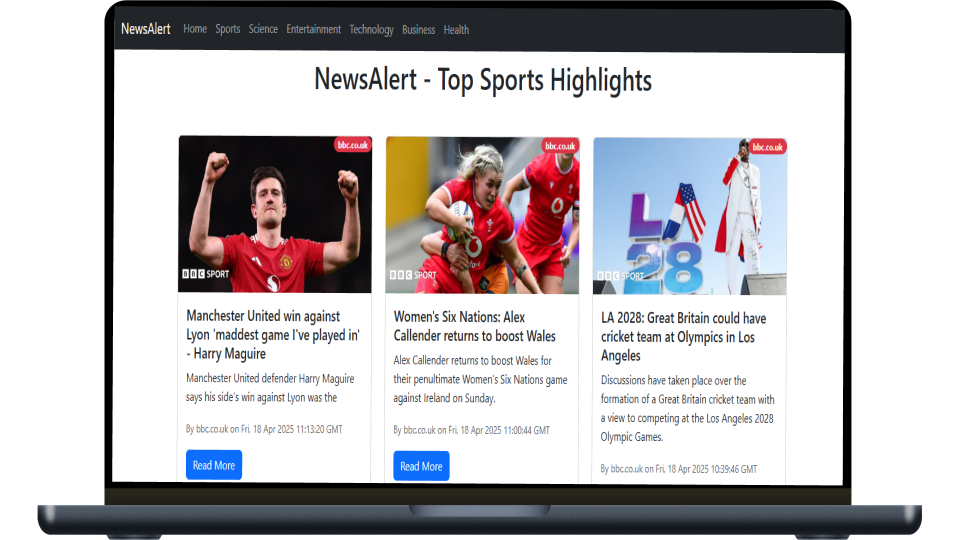 NewsAlert Home Sports Science Entertainment Technology Business Health
NewsAlert - Top Sports Highlights
bbc.co.uk
BBC SPORT
Manchester United win against
Lyon 'maddest game I've played in'
- Harry Maguire
Manchester United defender Harry Maguire
says his side's win against Lyon was the
By bbc.co.uk on Fri, 18 Apr 2025 11:13:20 GMT
Read More
bbc.co.uk
BBC SPORT
Women's Six Nations: Alex
Callender returns to boost Wales
Alex Callender returns to boost Wales for
their penultimate Women's Six Nations game
against Ireland on Sunday.
By bbc.co.uk on Fri, 18 Apr 2025 11:00:44 GMT
Read More
bbc.co.uk
LA
28
BBC SPORT
LA 2028: Great Britain could have
cricket team at Olympics in Los
Angeles
Discussions have taken place over the
formation of a Great Britain cricket team with
a view to competing at the Los Angeles 2028
Olympic Games.
By bbc.co.uk on Fri, 18 Apr 2025 10:39:46 GMT